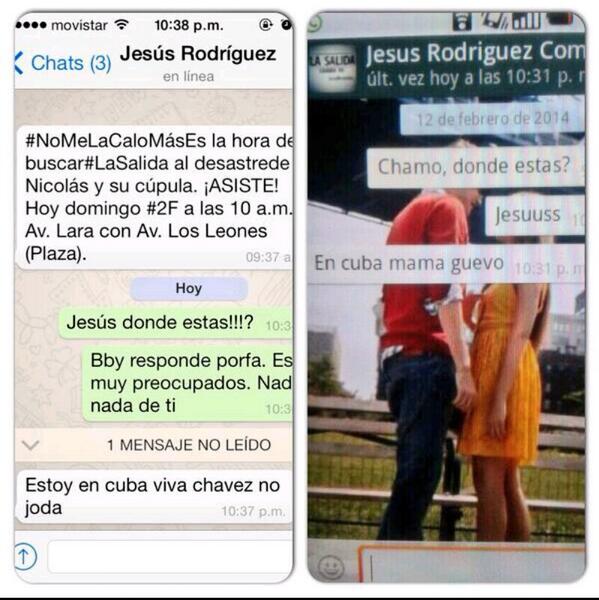 movistar 10:38 p.m.
Chats (3) Jesús Rodríguez
en línea
#NoMeLaCaloMásEs la hora de
buscar#LaSalida al desastrede
Nicolás y su cúpula. ¡ASISTE!
Hoy domingo #2F a las 10 a.m.
Av. Lara con Av. Los Leones
(Plaza).
09:37 a
Hoy
Jesús donde estas!!!?
10:3
Bby responde porfa. Es
muy preocupados. Nad
nada de ti
10:3
1 MENSAJE NO LEÍDO
Estoy en cuba viva chavez no
joda
10:37 p.m.
LA SALIDA
Jesus Rodriguez Com
últ. vez hoy a las 10:31 p. m
12 de febrero de 2014
Chamo, donde estas?
Jesuuss
10
En cuba mama guevo
10:31 p. m